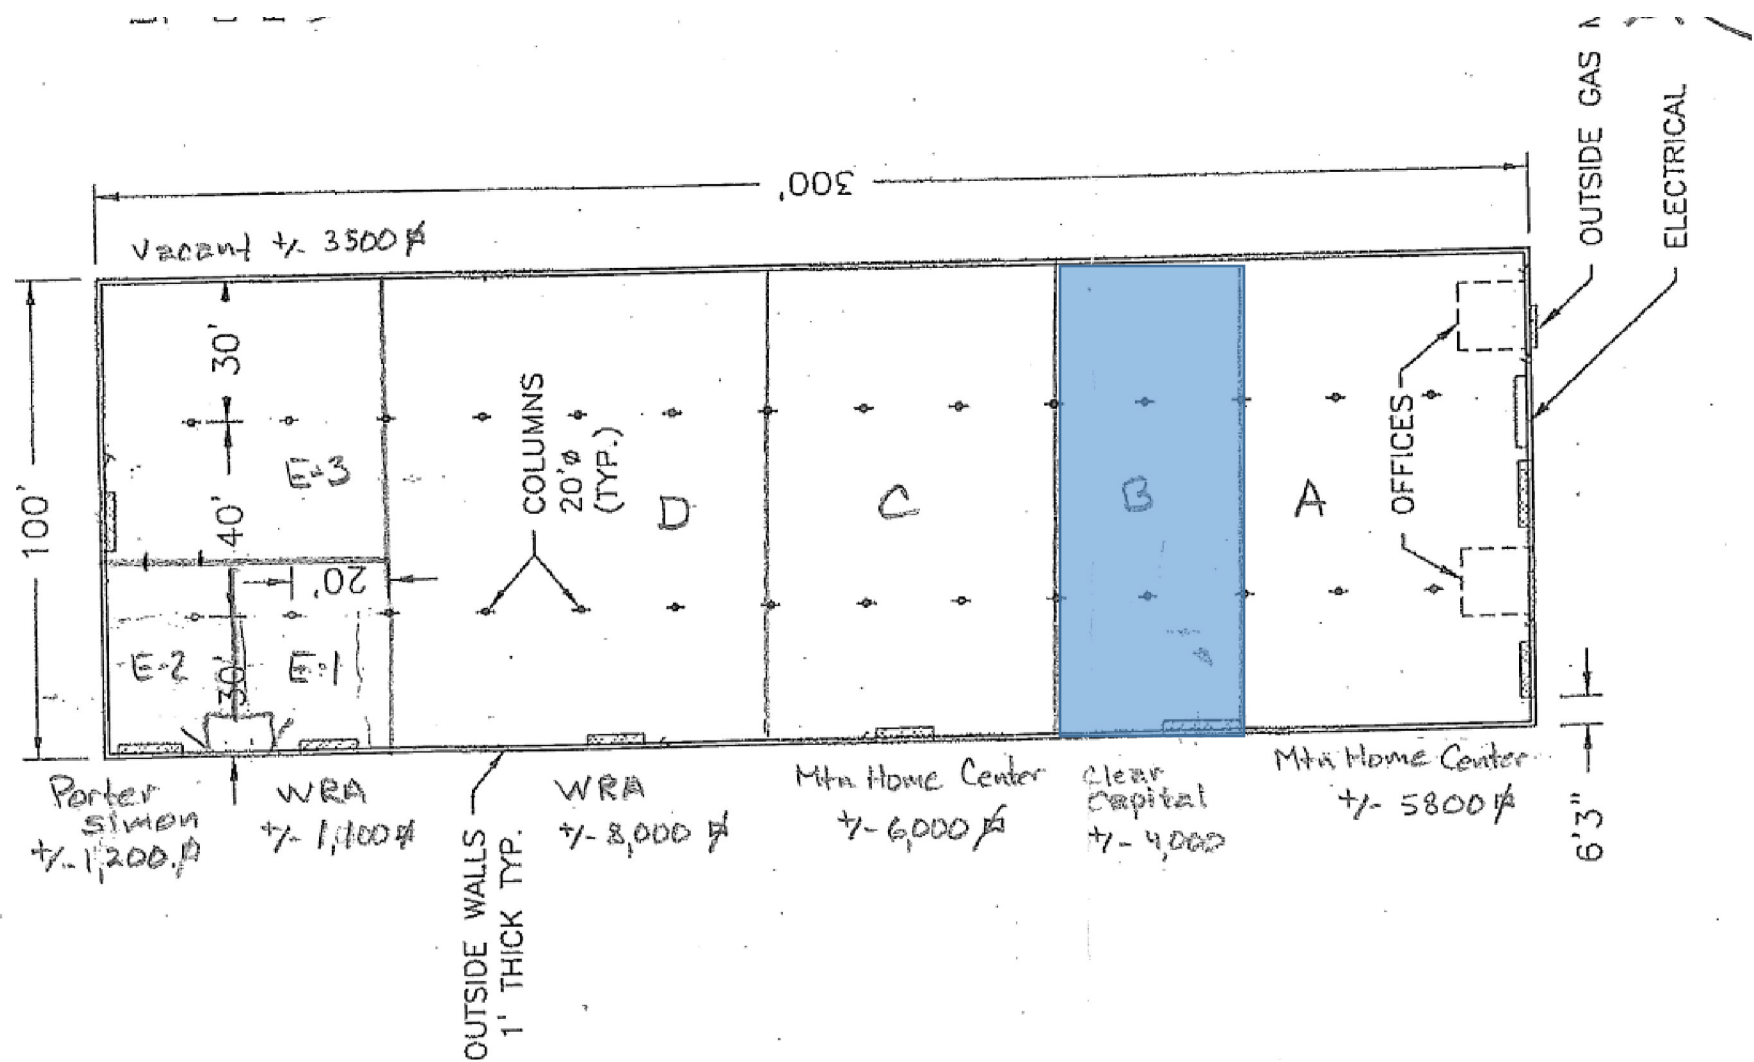 OUTSIDE GAS
ELECTRICAL
300'
Vacant +/- 3500 ⌀
100'
30'
40'
30'
20'
E-3
E-2
E-1
COLUMNS
20'ø
(TYP.)
D
C
B
A
OFFICES
6'3"
Porter
Simon
+/- 1,200 ⌀
WRA
+/- 1,100 ⌀
OUTSIDE WALLS
1' THICK TYP.
WRA
+/- 8,000 ⌀
Mtn Home Center
+/- 6,000 ⌀
Clear
Capital
+/- 4,000
Mtn Home Center
+/- 5800 ⌀